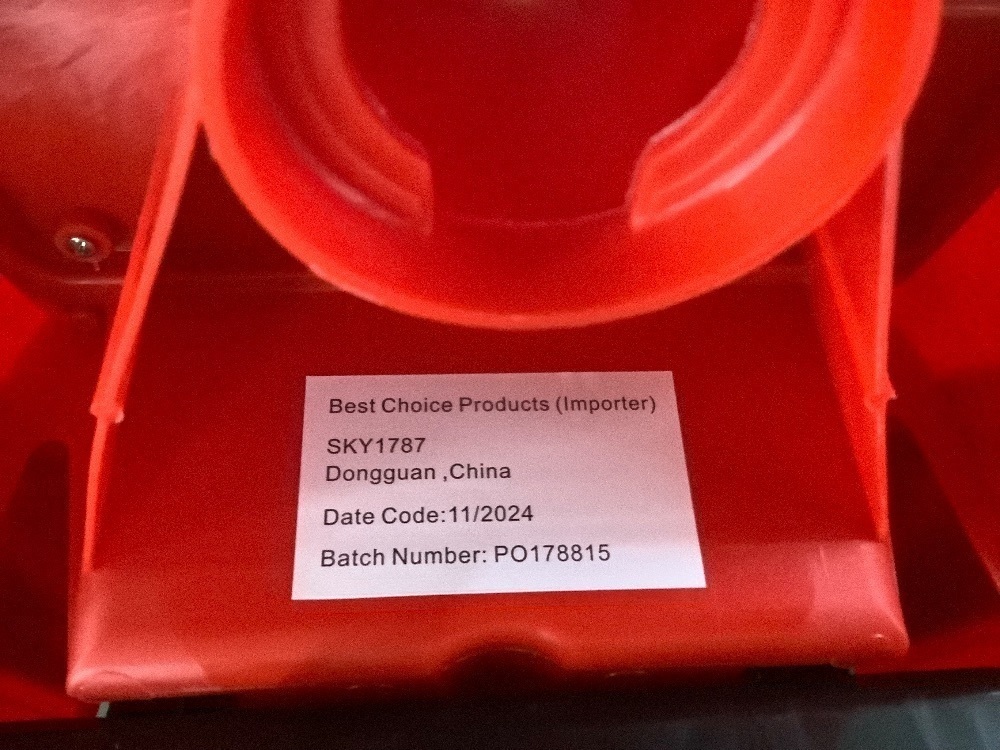 Best Choice Products (Importer)
SKY1787
Dongguan ,China
Date Code:11/2024
Batch Number: PO178815